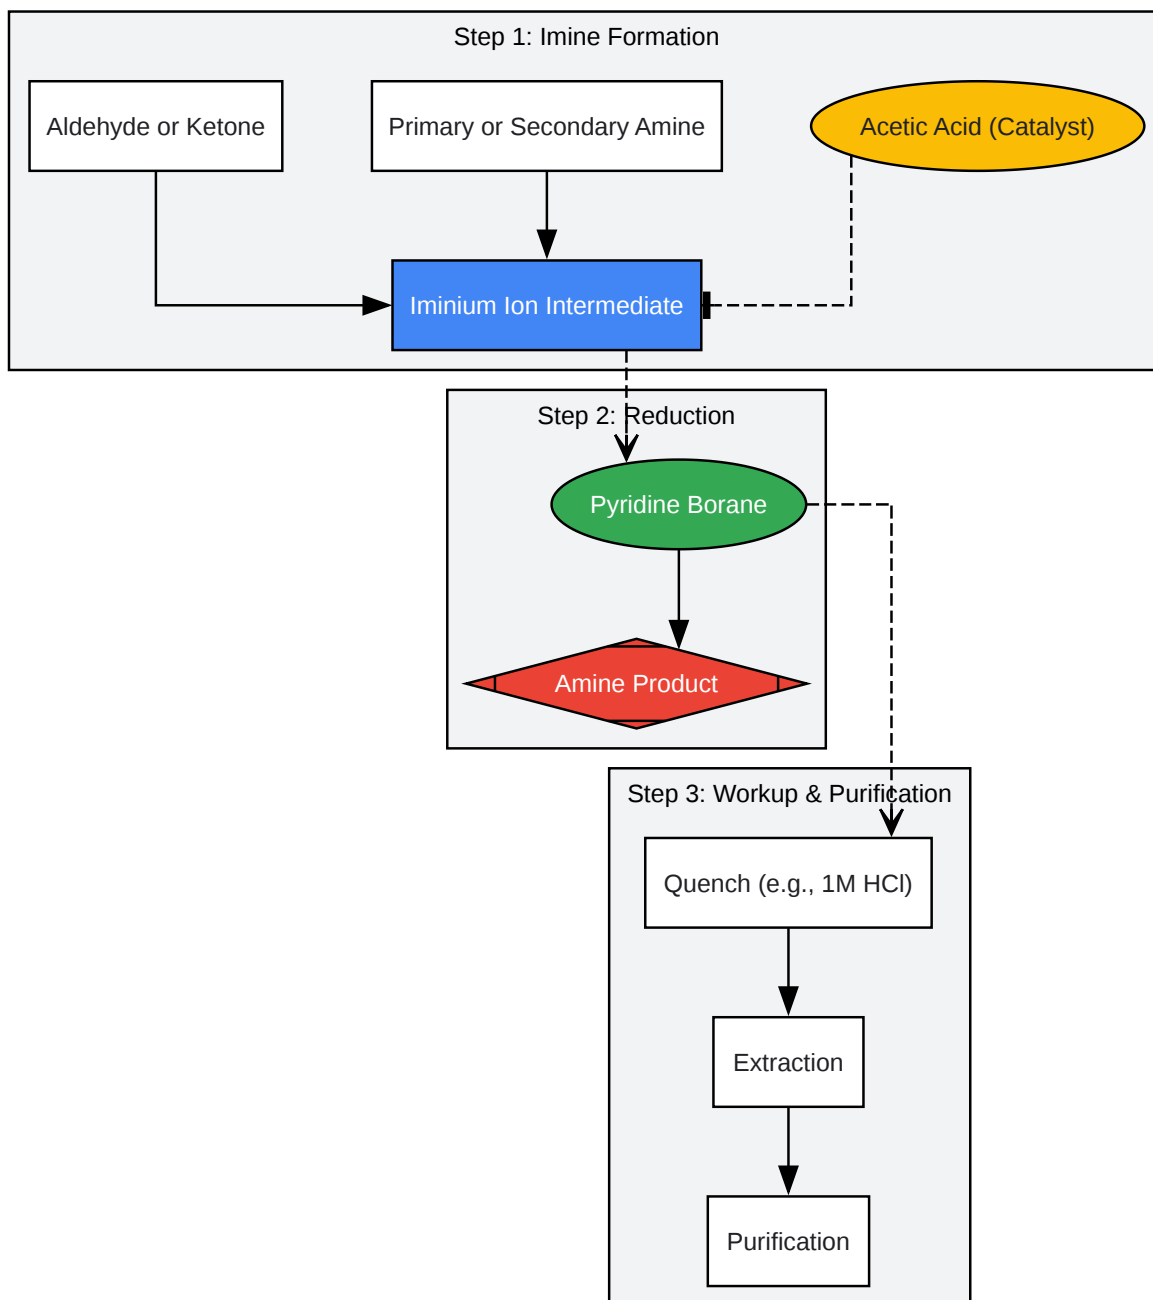 Step 1: Imine Formation
Aldehyde or Ketone
Primary or Secondary Amine
Acetic Acid (Catalyst)
Iminium Ion Intermediate
Step 2: Reduction
Pyridine Borane
Amine Product
Step 3: Workup & Purification
Quench (e.g., 1M HCl)
Extraction
Purification